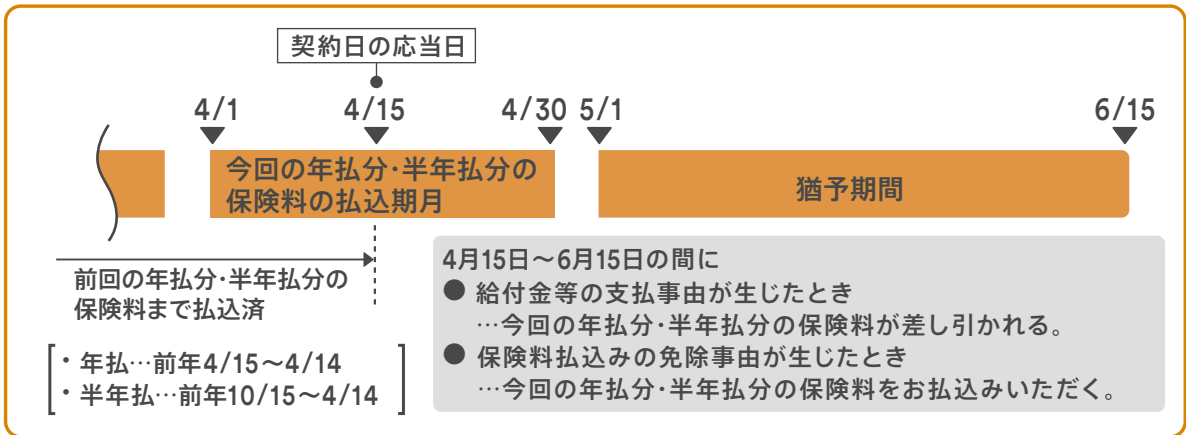 契約日の応当日
4/1
4/15
4/30
5/1
6/15
今回の年払分・半年払分の
保険料の払込期月
猶予期間
前回の年払分・半年払分の
保険料まで払込済
・年払…前年4/15〜4/14
・半年払…前年10/15〜4/14
4月15日〜6月15日の間に
● 給付金等の支払事由が生じたとき
…今回の年払分・半年払分の保険料が差し引かれる。
● 保険料払込みの免除事由が生じたとき
…今回の年払分・半年払分の保険料をお払込みいただく。